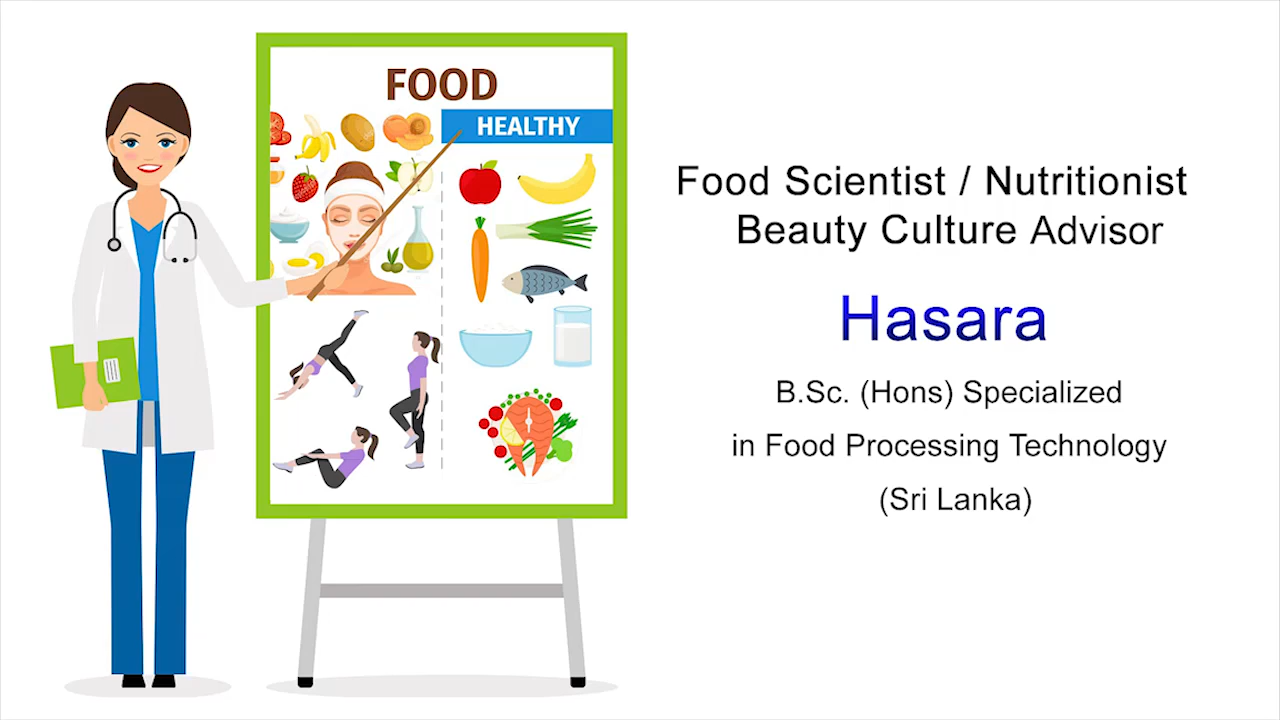 FOOD
HEALTHY
Food Scientist / Nutritionist
Beauty Culture Advisor
Hasara
B.Sc. (Hons) Specialized
in Food Processing Technology
(Sri Lanka)